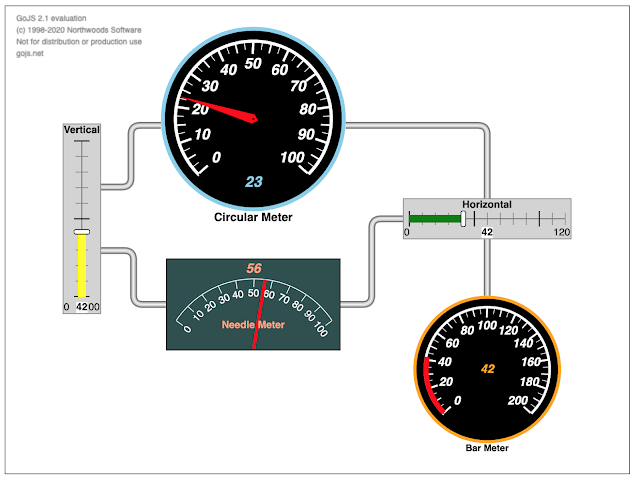 GoJS 2.1 evaluation
(c) 1998-2020 Northwoods Software
Not for distribution or production use
gojs.net
0 10 20 30 40 50 60 70 80 90 100
23
Circular Meter
Vertical
0 4200
Horizontal
0 42 120
56
0 10 20 30 40 50 60 70 80 90 100
Needle Meter
0 20 40 60 80 100 120 140 160 180 200
42
Bar Meter